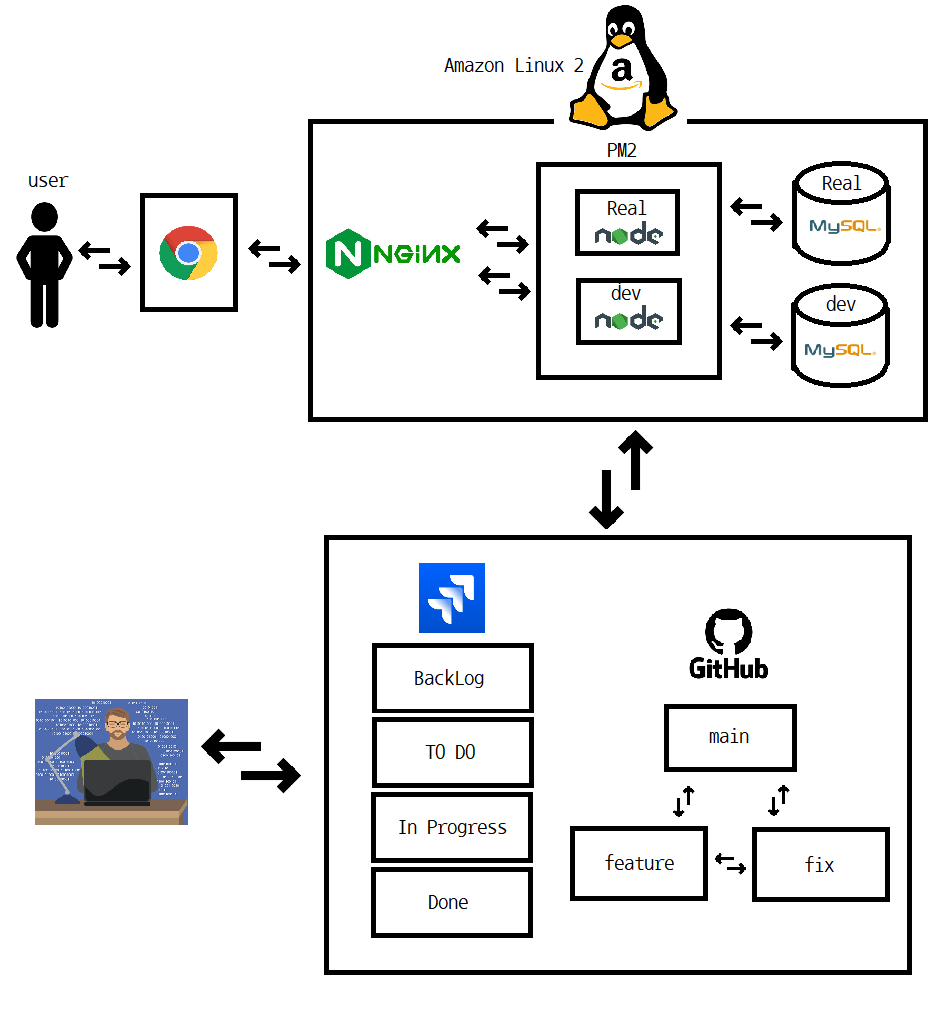 Amazon Linux 2
a
PM2
user
Real
node
Real
MySQL
NGINX
dev
node
dev
MySQL
BackLog
GitHub
TO DO
main
In Progress
feature
fix
Done